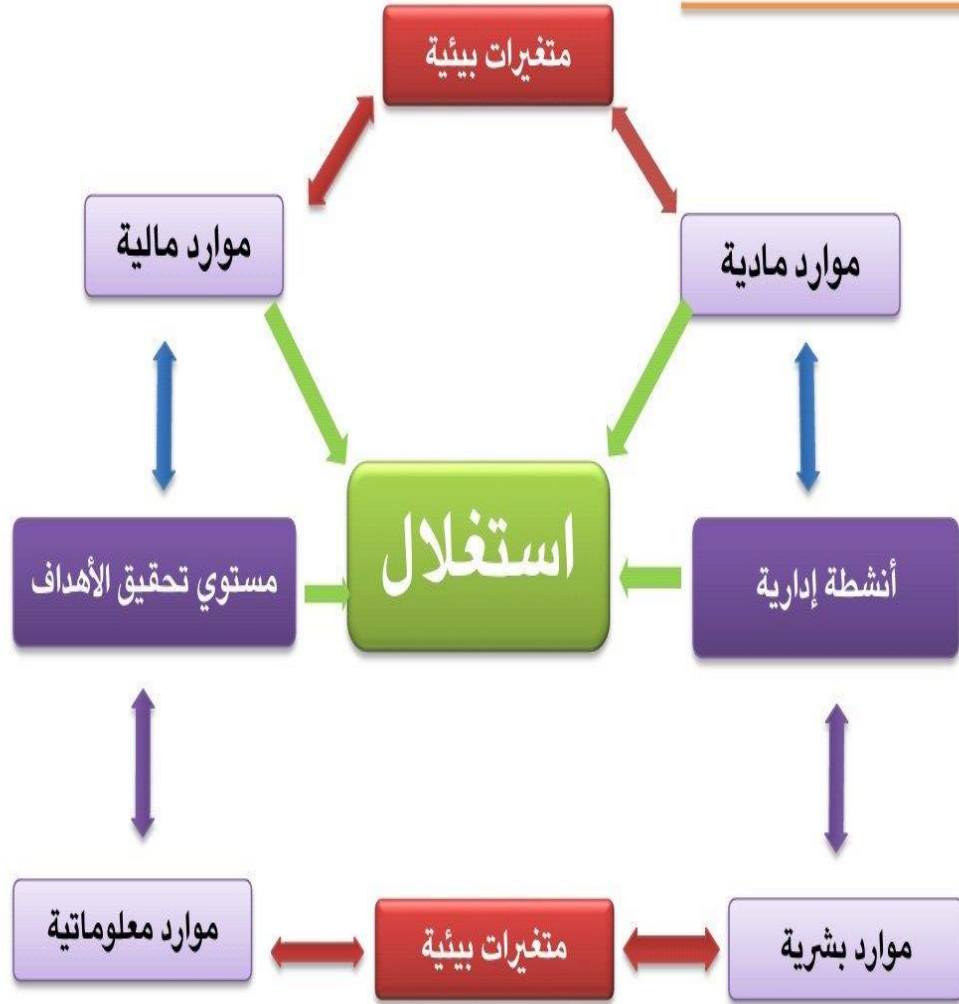 متغيرات بيئية
موارد مادية
موارد مالية
استغلال
أنشطة إدارية
مستوي تحقيق الأهداف
موارد بشرية
متغيرات بيئية
موارد معلوماتية